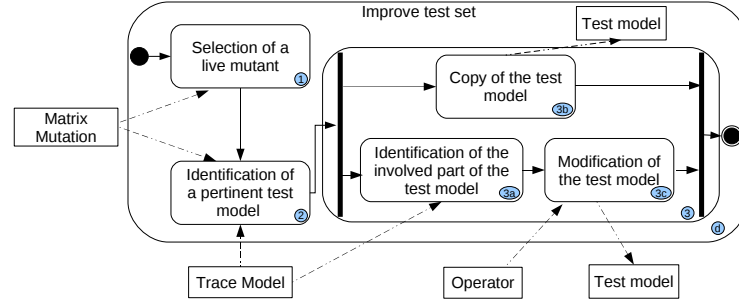 Improve test set
Test model
Selection of a
live mutant
1
Copy of the test
model
3b
Matrix
Mutation
Identification of
a pertinent test
model
2
Identification of the
involved part of the
test model
3a
Modification of
the test model
3c
3
d
Trace Model
Operator
Test model